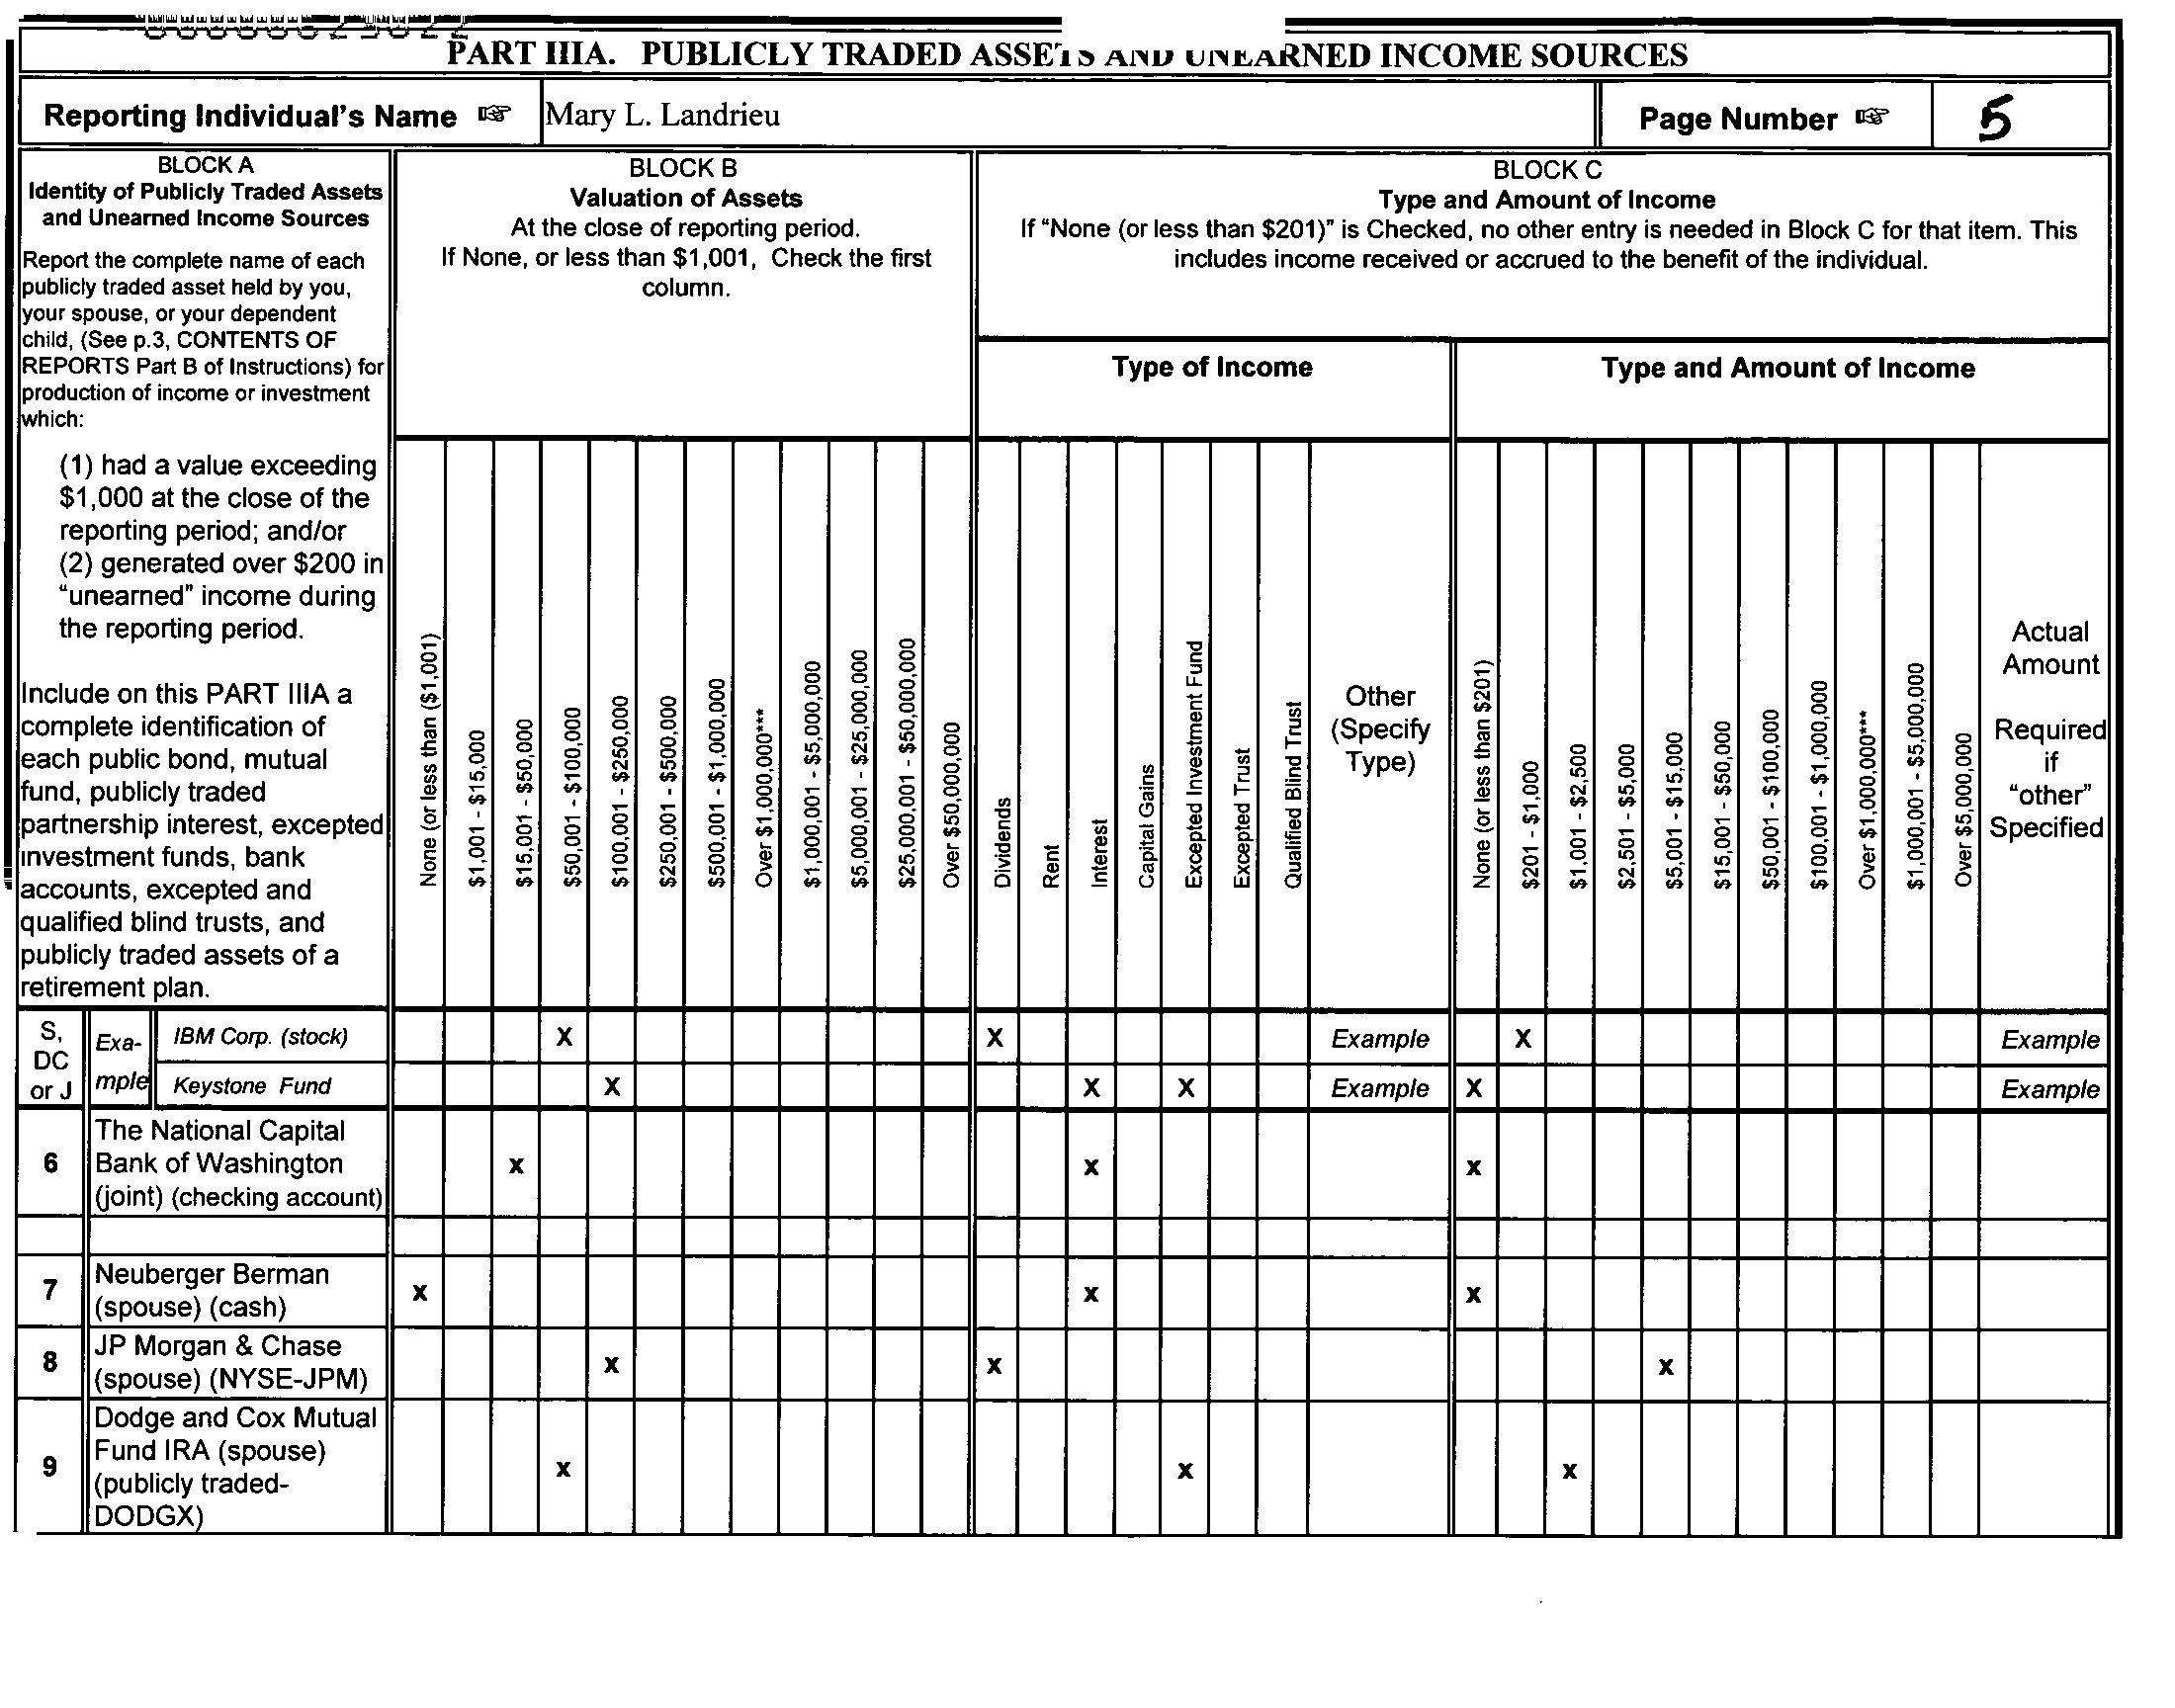 PART IIIA. PUBLICLY TRADED ASSETS AND UNEARNED INCOME SOURCES
Reporting Individual's Name ☞ Mary L. Landrieu Page Number ☞ 5
BLOCK A
Identity of Publicly Traded Assets
and Unearned Income Sources
Report the complete name of each
publicly traded asset held by you,
your spouse, or your dependent
child, (See p.3, CONTENTS OF
REPORTS Part B of Instructions) for
production of income or investment
which:
(1) had a value exceeding
$1,000 at the close of the
reporting period; and/or
(2) generated over $200 in
"unearned" income during
the reporting period.
Include on this PART IIIA a
complete identification of
each public bond, mutual
fund, publicly traded
partnership interest, excepted
investment funds, bank
accounts, excepted and
qualified blind trusts, and
publicly traded assets of a
retirement plan.
BLOCK B
Valuation of Assets
At the close of reporting period.
If None, or less than $1,001, Check the first
column.
None (or less than ($1,001)
$1,001 - $15,000
$15,001 - $50,000
$50,001 - $100,000
$100,001 - $250,000
$250,001 - $500,000
$500,001 - $1,000,000
Over $1,000,000***
$1,000,001 - $5,000,000
$5,000,001 - $25,000,000
$25,000,001 - $50,000,000
Over $50,000,000
BLOCK C
Type and Amount of Income
If "None (or less than $201)" is Checked, no other entry is needed in Block C for that item. This
includes income received or accrued to the benefit of the individual.
Type of Income
Dividends
Rent
Interest
Capital Gains
Excepted Investment Fund
Excepted Trust
Qualified Blind Trust
Other
(Specify
Type)
Type and Amount of Income
None (or less than $201)
$201 - $1,000
$1,001 - $2,500
$2,501 - $5,000
$5,001 - $15,000
$15,001 - $50,000
$50,001 - $100,000
$100,001 - $1,000,000
Over $1,000,000***
$1,000,001 - $5,000,000
Over $5,000,000
Actual
Amount
Required
if
"other"
Specified
S,
DC
or J
Exa-
mple
IBM Corp. (stock) X X Example X Example
Keystone Fund X X X Example X Example
6 The National Capital
Bank of Washington
(joint) (checking account) X X X
7 Neuberger Berman
(spouse) (cash) X X X
8 JP Morgan & Chase
(spouse) (NYSE-JPM) X X X
9 Dodge and Cox Mutual
Fund IRA (spouse)
(publicly traded-
DODGX) X X X